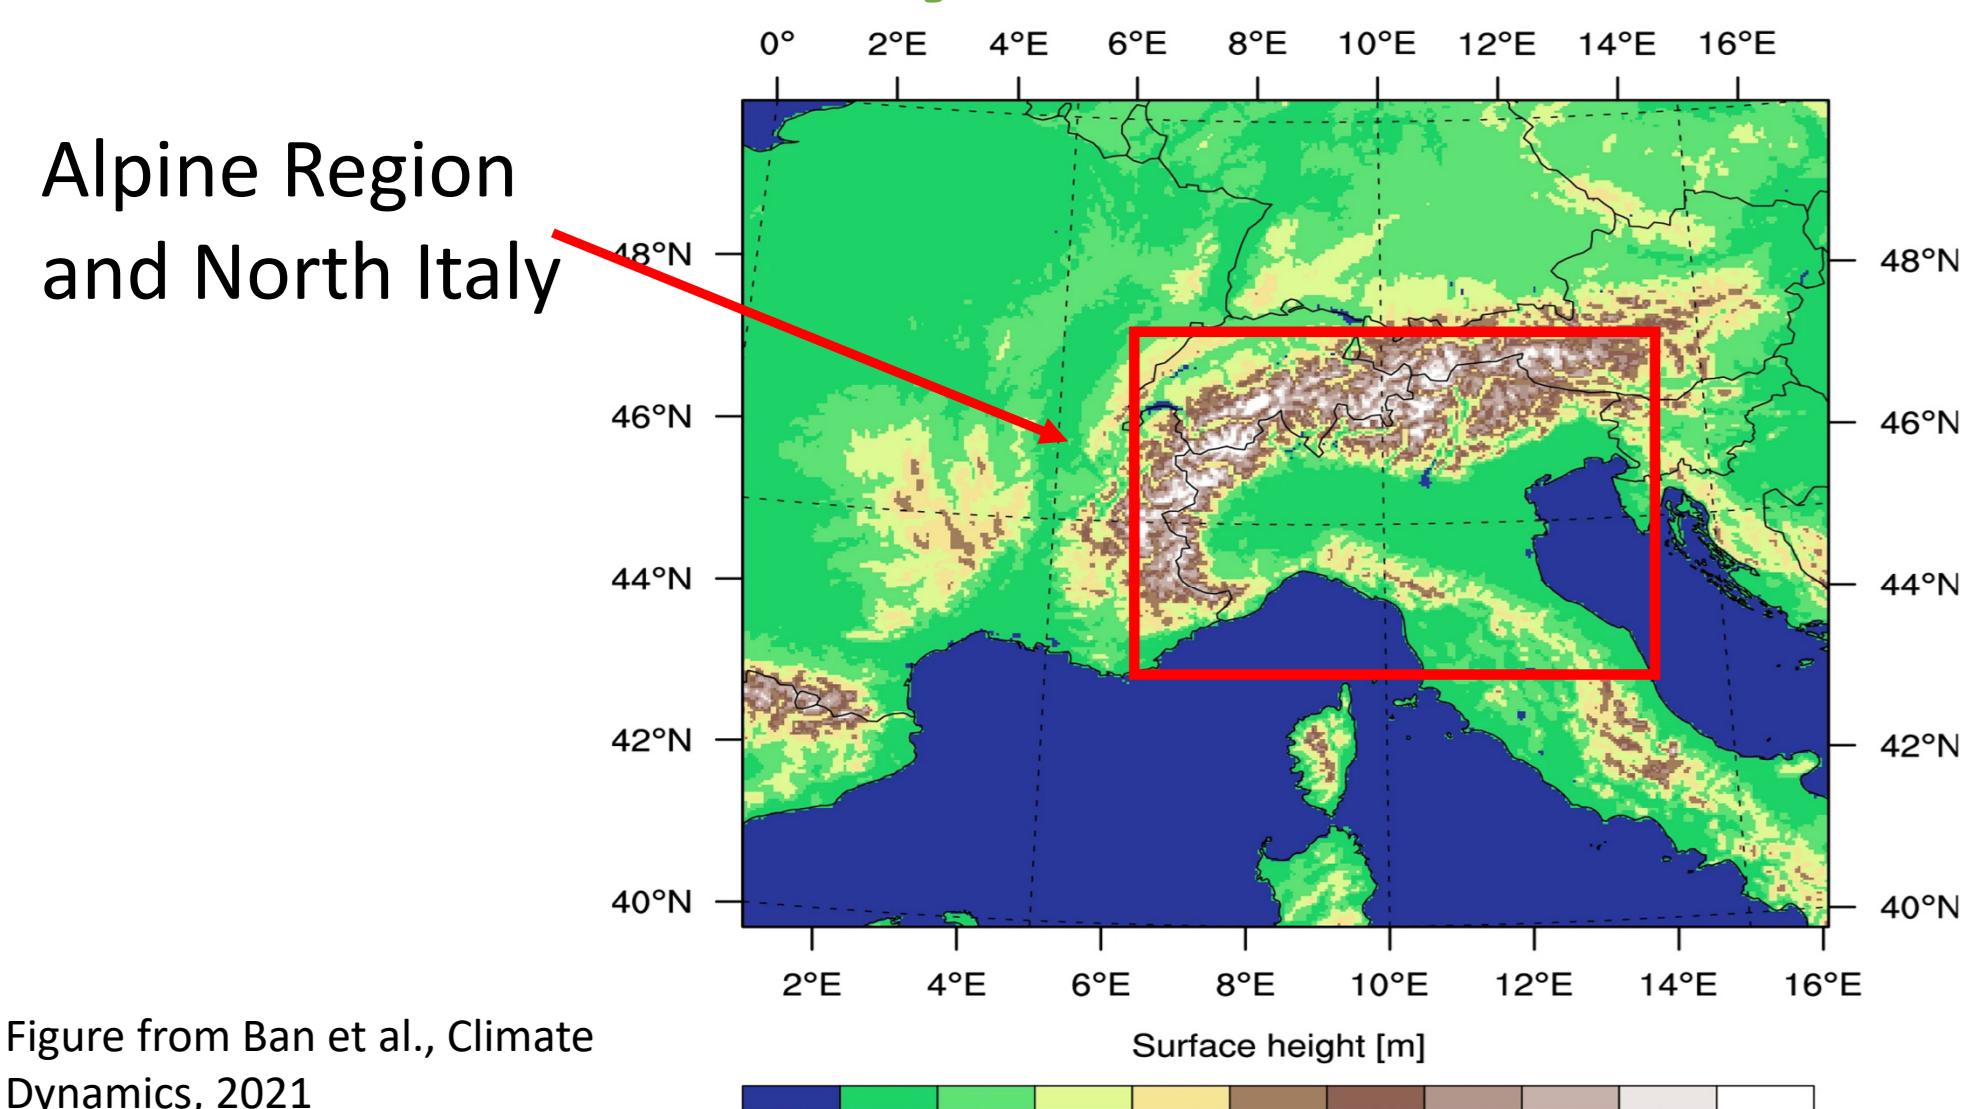 0° 2°E 4°E 6°E 8°E 10°E 12°E 14°E 16°E
Alpine Region
and North Italy
48°N 48°N
46°N 46°N
44°N 44°N
42°N 42°N
40°N 40°N
2°E 4°E 6°E 8°E 10°E 12°E 14°E 16°E
Surface height [m]
Figure from Ban et al., Climate
Dynamics, 2021